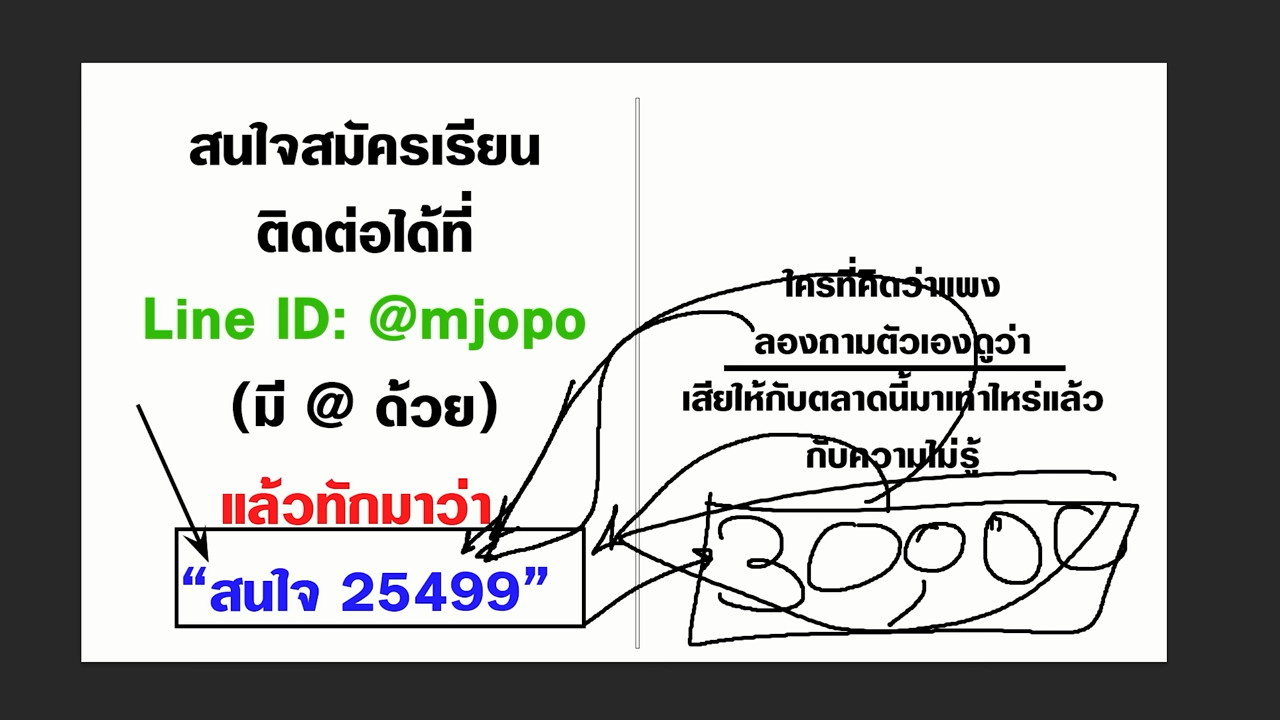 สนใจสมัครเรียน
ติดต่อได้ที่
Line ID: @mjopo
(มี @ ด้วย)
แล้วทักมาว่า
“สนใจ 25499”
ใครที่คิดว่าแพง
ลองถามตัวเองดูว่า
เสียให้กับตลาดนี้มาเท่าไหร่แล้ว
กับความไม่รู้
30,000